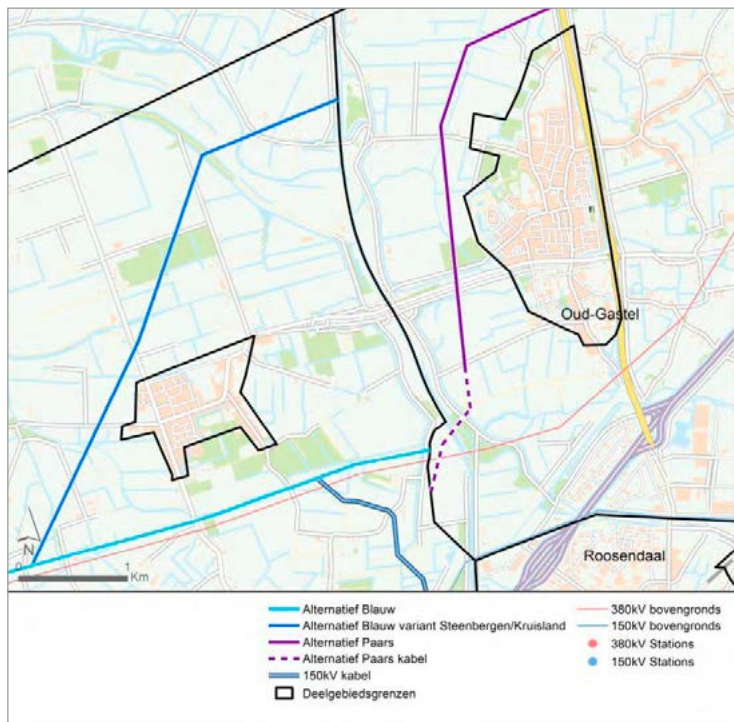 Oud-Gastel
Roosendaal
N
0
1
Km
Alternatief Blauw
Alternatief Blauw variant Steenbergen/Kruisland
Alternatief Paars
Alternatief Paars kabel
150kV kabel
Deelgebiedsgrenzen
380kV bovengronds
150kV bovengronds
380kV Stations
150kV Stations